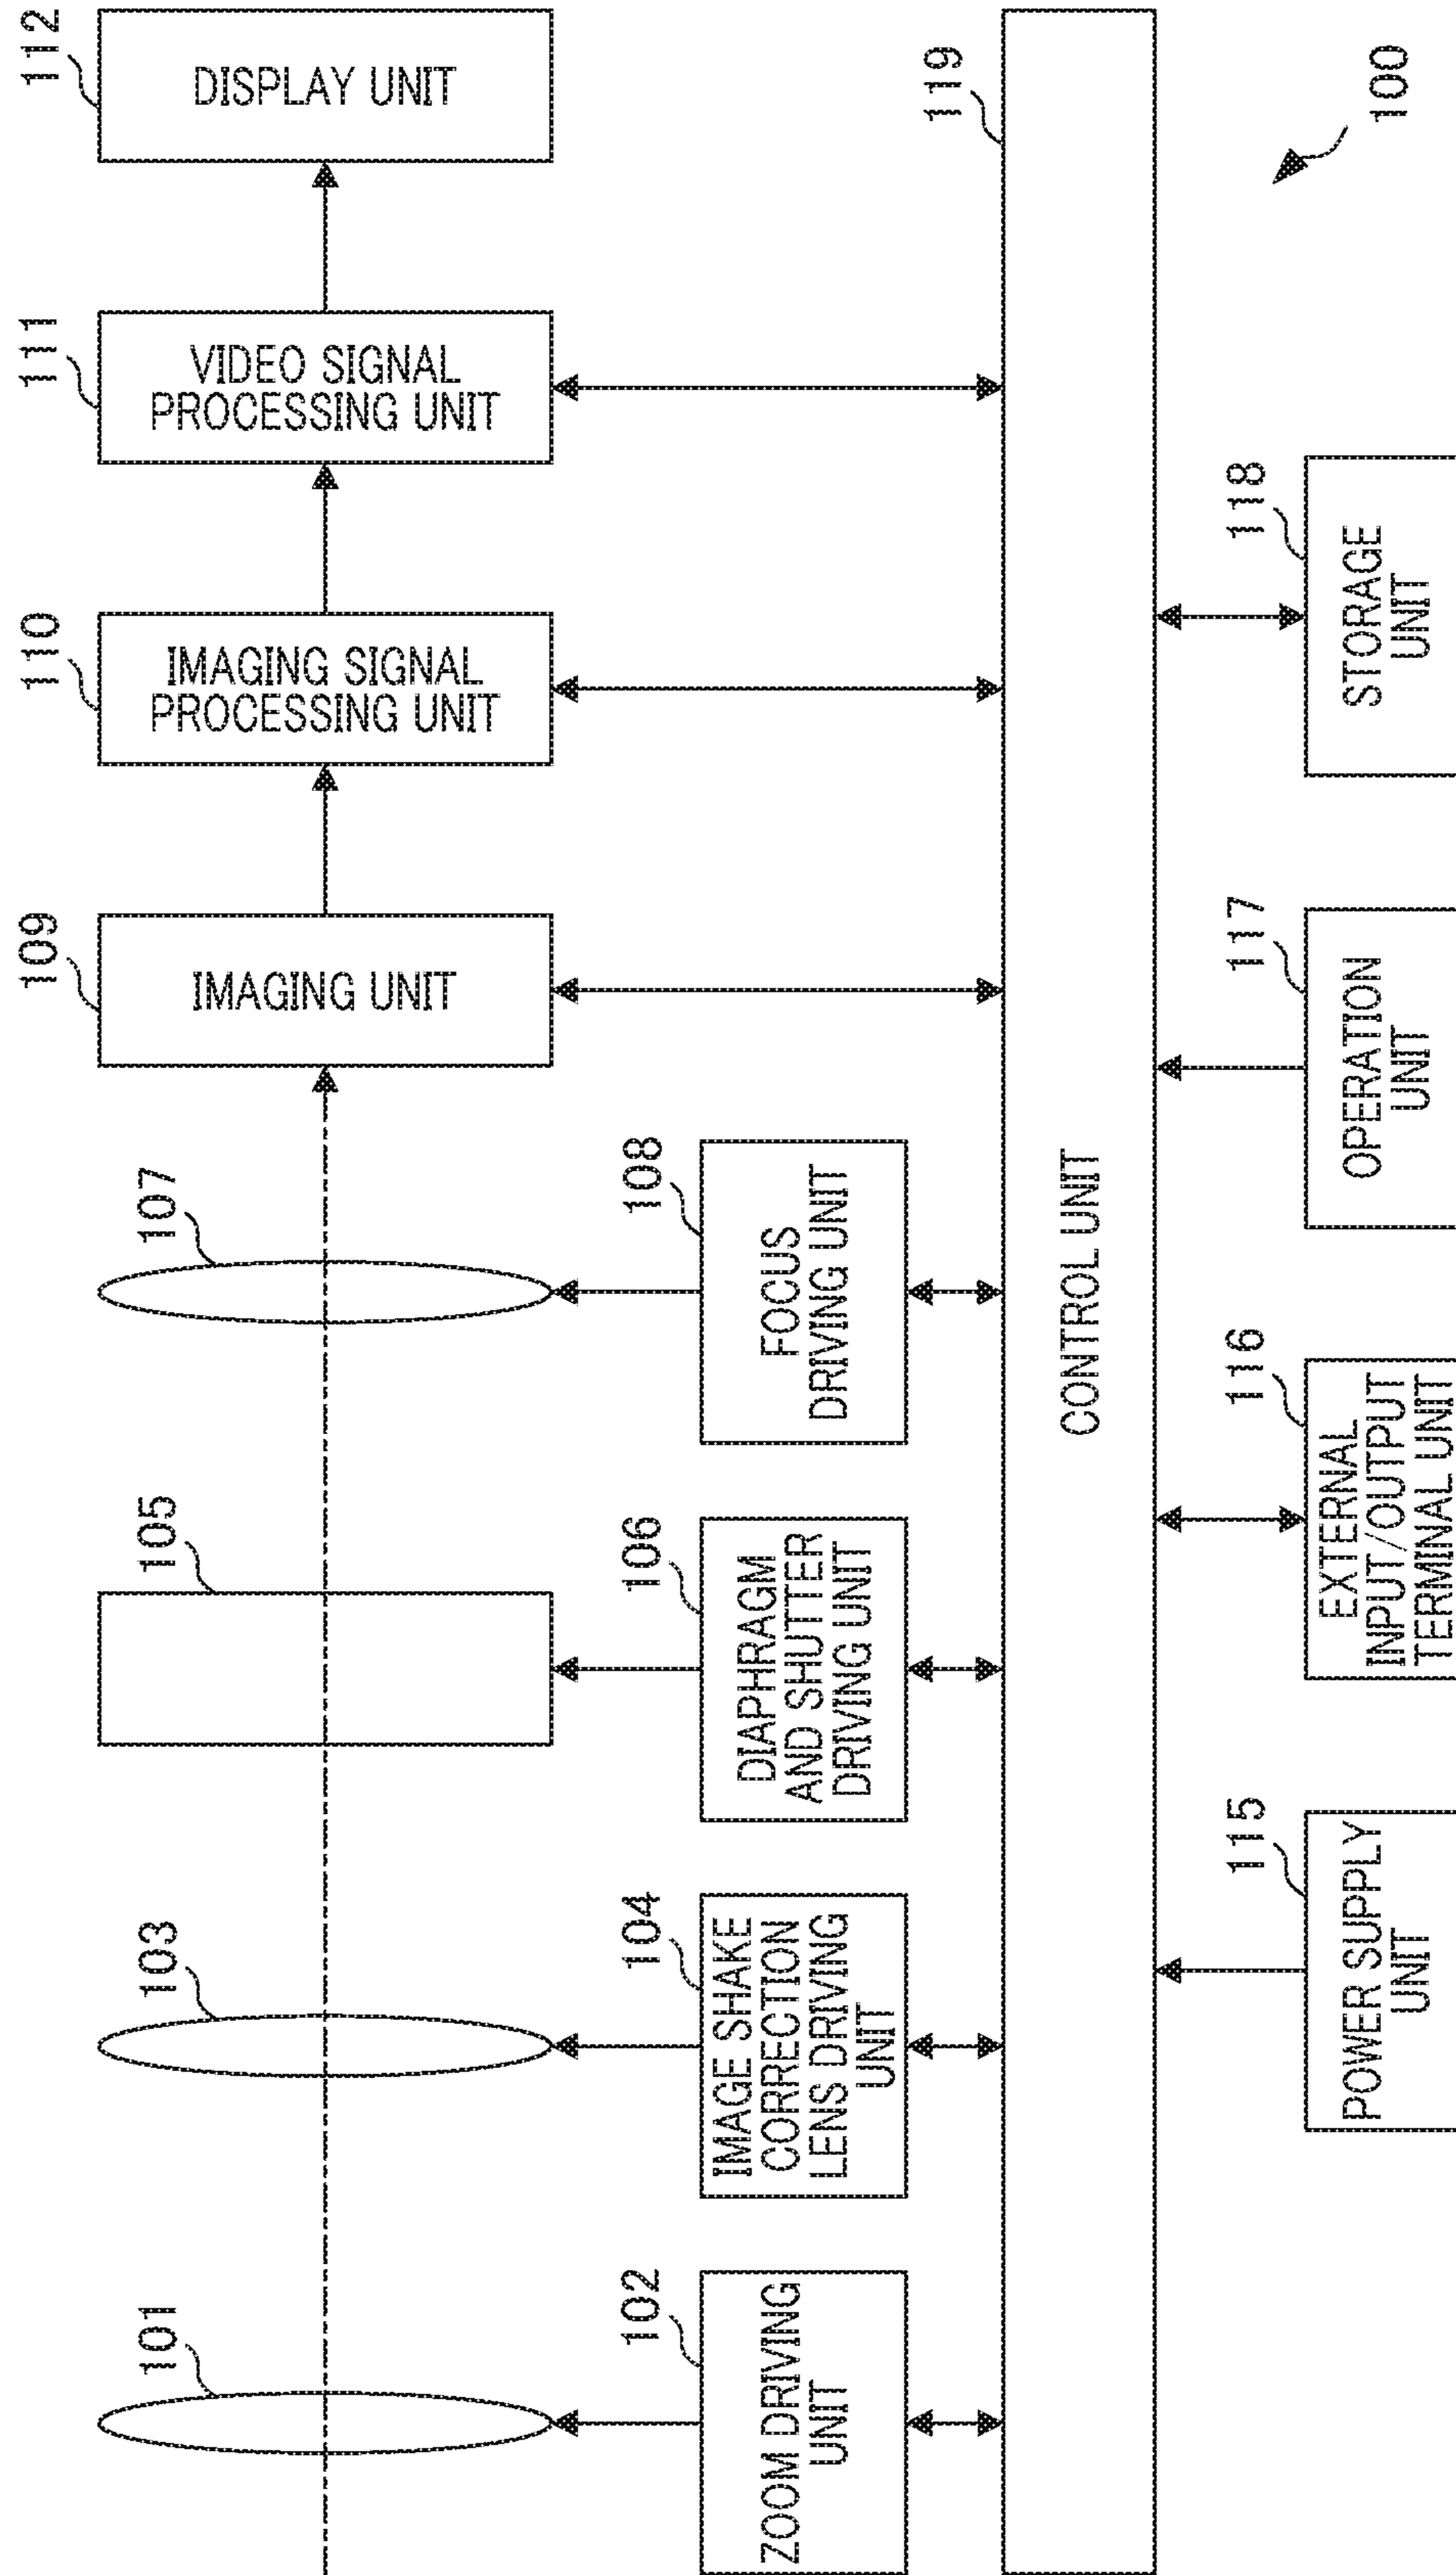 112
DISPLAY UNIT
111
VIDEO SIGNAL
PROCESSING UNIT
110
IMAGING SIGNAL
PROCESSING UNIT
109
IMAGING UNIT
107
105
103
101
108
FOCUS
DRIVING UNIT
106
DIAPHRAGM
AND SHUTTER
DRIVING UNIT
104
IMAGE SHAKE
CORRECTION
LENS DRIVING
UNIT
102
ZOOM DRIVING
UNIT
119
CONTROL UNIT
100
118
STORAGE
UNIT
117
OPERATION
UNIT
116
EXTERNAL
INPUT/OUTPUT
TERMINAL UNIT
115
POWER SUPPLY
UNIT